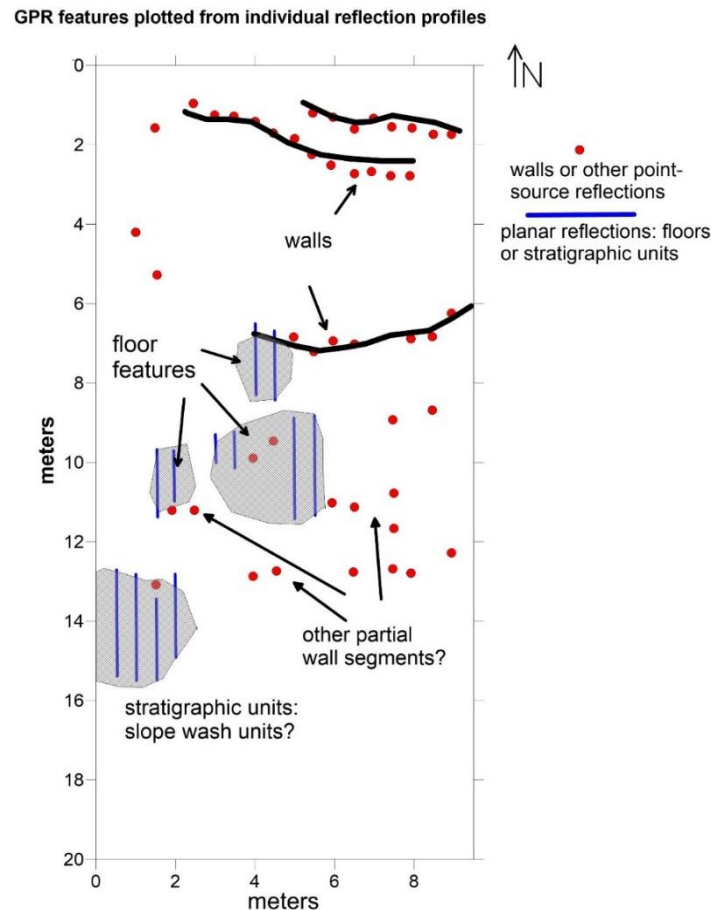 GPR features plotted from individual reflection profiles
N
0
2
4
6
8
10
12
14
16
18
20
meters
0
2
4
6
8
meters
walls
floor
features
other partial
wall segments?
stratigraphic units:
slope wash units?
walls or other point-
source reflections
planar reflections: floors
or stratigraphic units